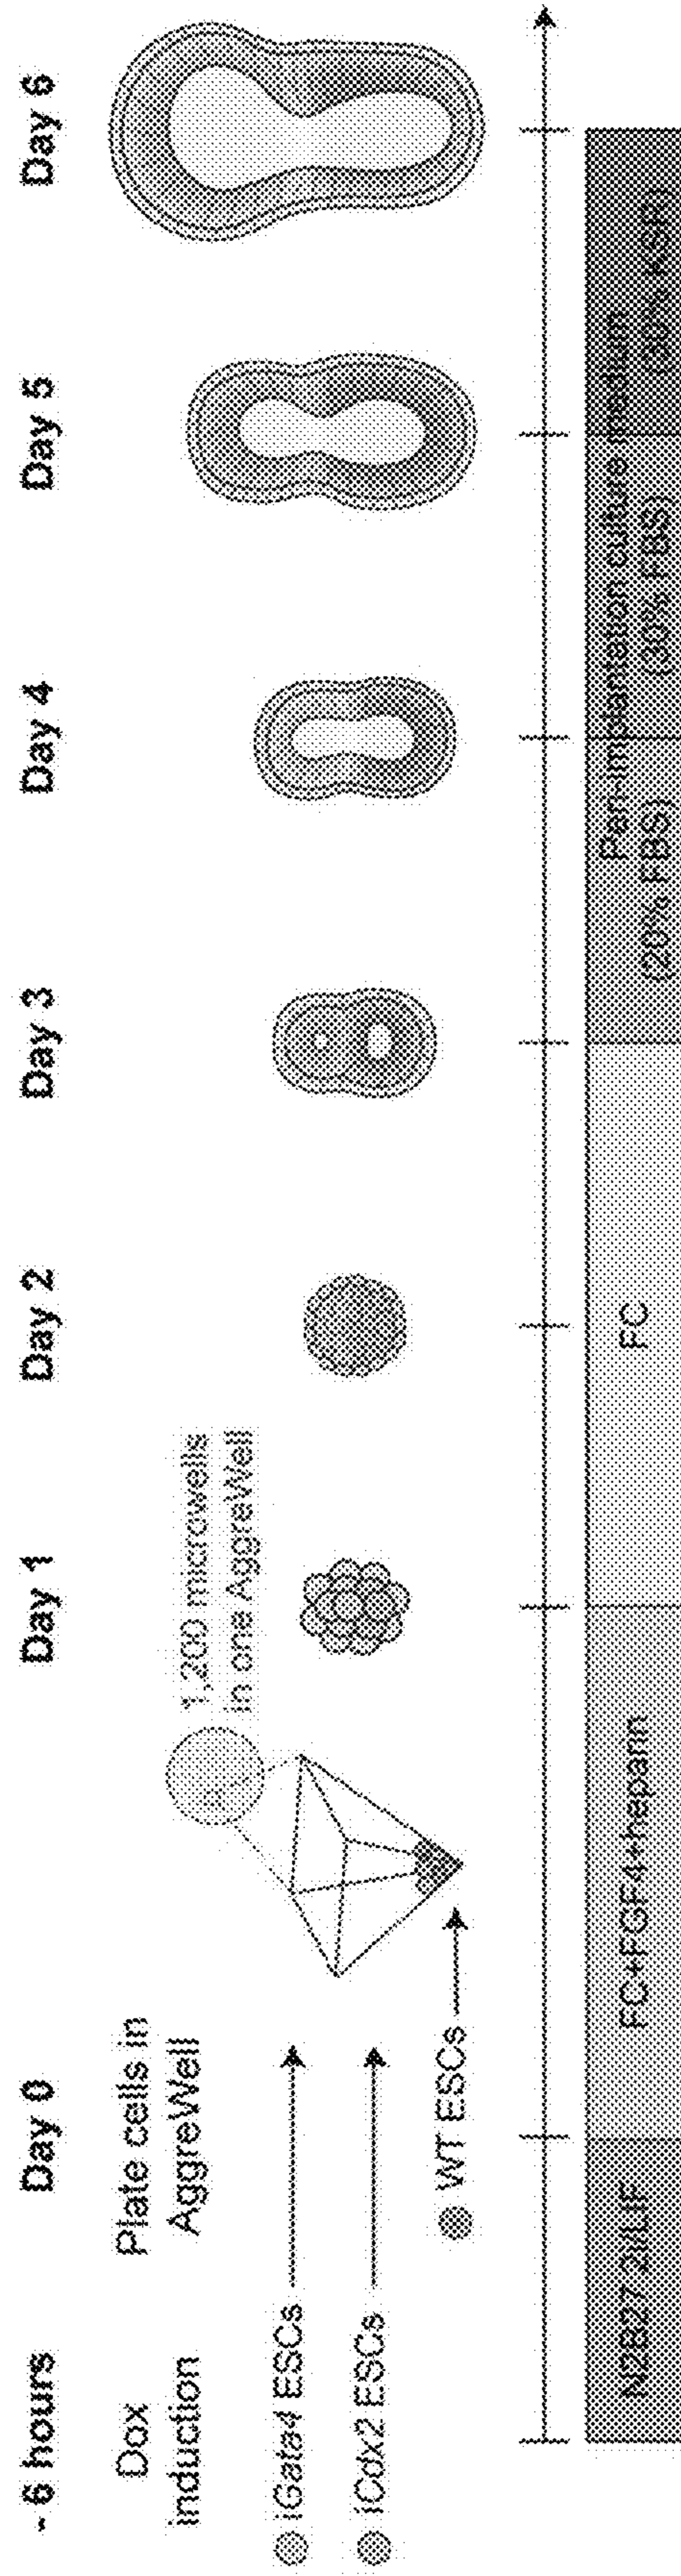 ~ 6 hours
Day 0
Day 1
Day 2
Day 3
Day 4
Day 5
Day 6
Dox
induction
Plate cells in
AggreWell
1,200 microwells
in one AggreWell
iGata4 ESCs
iCdx2 ESCs
WT ESCs
N2B27 2i/LIF
FC+FGF4+heparin
FC
Peri-implantation culture medium
(20% FBS)
(30% FBS)
(30% KSR)